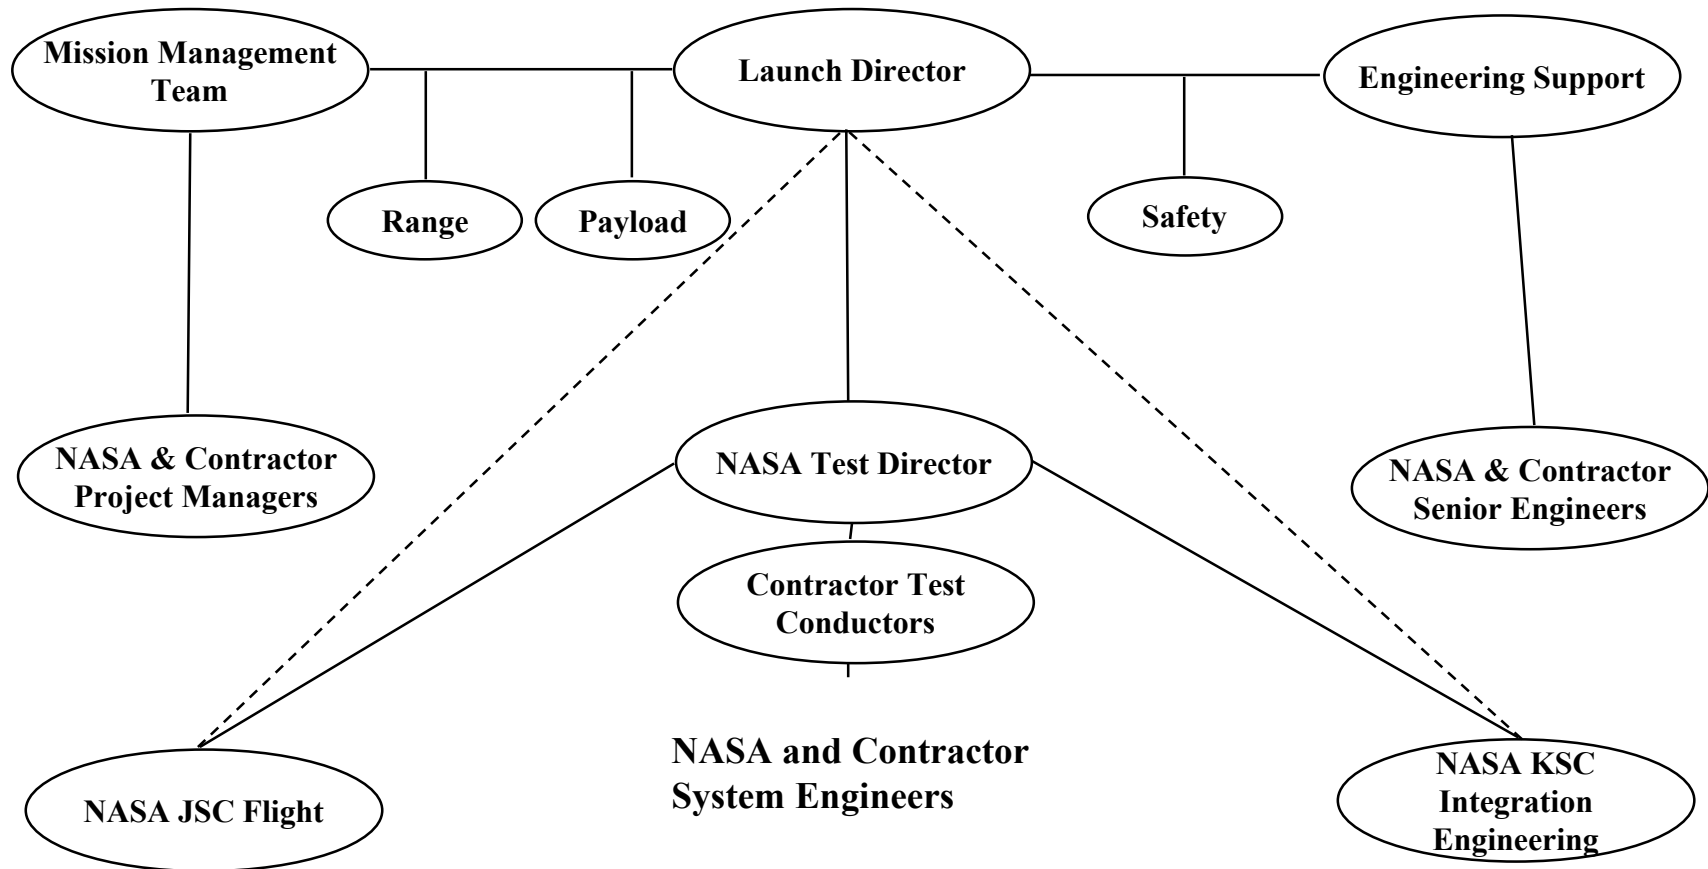 Mission Management
Team
Launch Director
Engineering Support
Range
Payload
Safety
NASA & Contractor
Project Managers
NASA Test Director
NASA & Contractor
Senior Engineers
Contractor Test
Conductors
NASA and Contractor
System Engineers
NASA JSC Flight
NASA KSC
Integration
Engineering